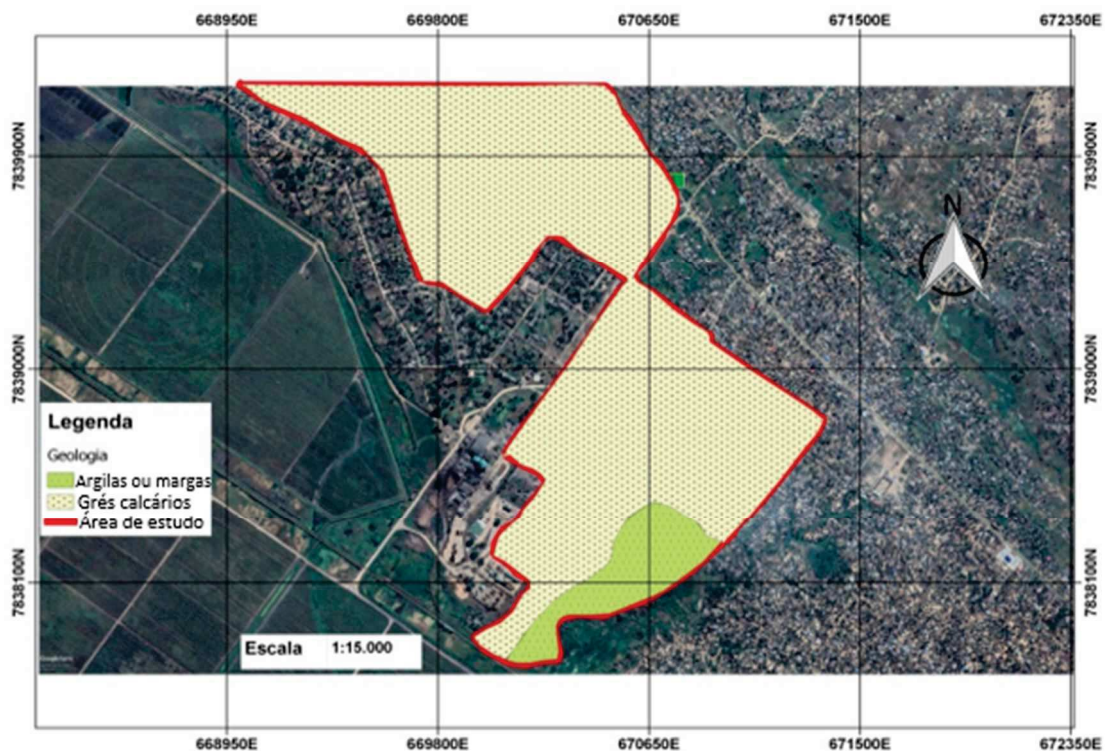 668950E 669800E 670650E 671500E 672350E
N
7839900N 7839900N
7839000N 7839000N
Legenda
Geologia
Argilas ou margas
Grés calcários
Área de estudo
7838100N 7838100N
Escala 1:15.000
668950E 669800E 670650E 671500E 672350E